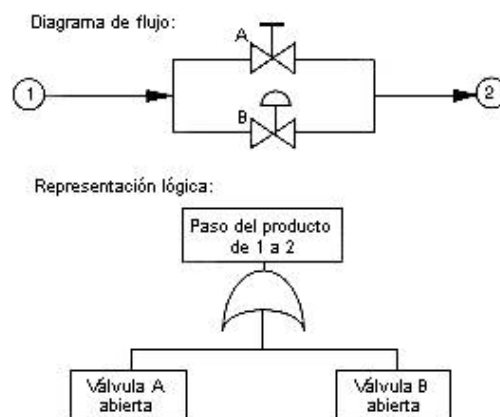 Diagrama de flujo:
A
1
2
B
Representación lógica:
Paso del producto
de 1 a 2
Válvula A
abierta
Válvula B
abierta